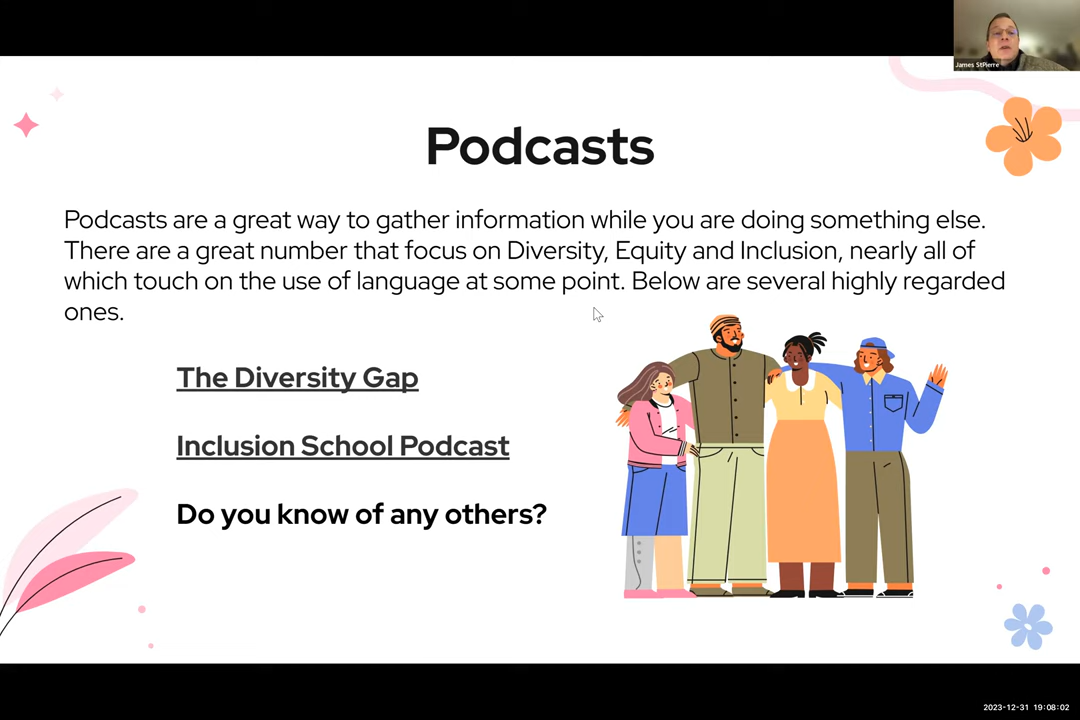 James StPierre
Podcasts
Podcasts are a great way to gather information while you are doing something else.
There are a great number that focus on Diversity, Equity and Inclusion, nearly all of
which touch on the use of language at some point. Below are several highly regarded
ones.
The Diversity Gap
Inclusion School Podcast
Do you know of any others?
2023-12-31 19:08:02